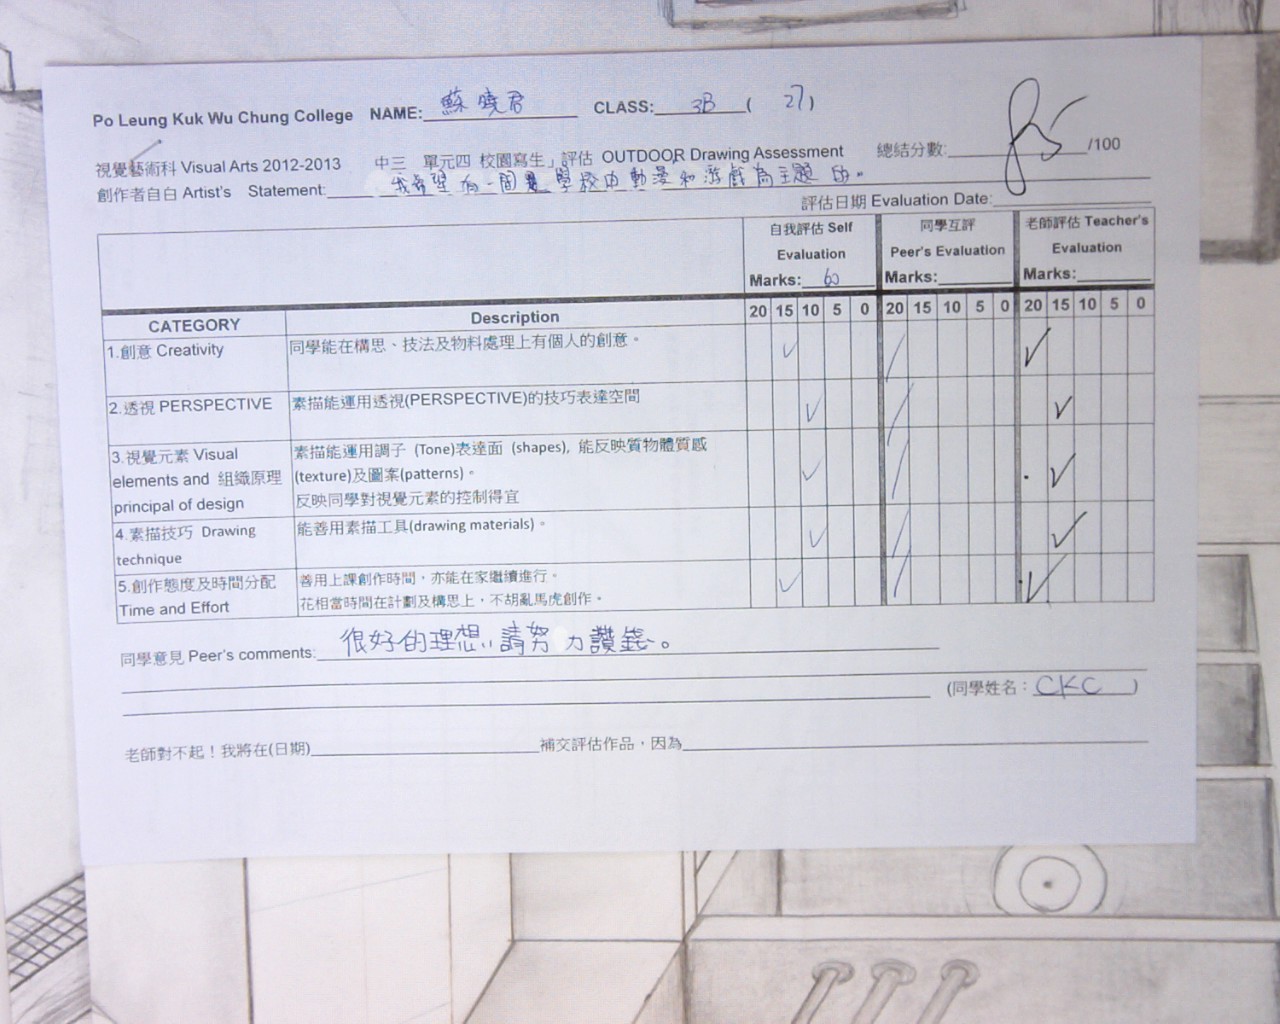 Po Leung Kuk Wu Chung College NAME: 蘇曉君 CLASS: 3B ( 27 )
視覺藝術科 Visual Arts 2012-2013 中三 單元四 校園寫生」評估 OUTDOOR Drawing Assessment 總結分數: 85 /100
創作者自白 Artist's Statement: 我希望有一間 學校由動漫和游戲為主題 的。
評估日期 Evaluation Date:
自我評估 Self Evaluation Marks: 60
同學互評 Peer's Evaluation Marks:
老師評估 Teacher's Evaluation Marks:
CATEGORY Description 20 15 10 5 0 20 15 10 5 0 20 15 10 5 0
1.創意 Creativity 同學能在構思、技法及物料處理上有個人的創意。
2.透視 PERSPECTIVE 素描能運用透視(PERSPECTIVE)的技巧表達空間
3.視覺元素 Visual elements and 組織原理 principal of design
素描能運用調子 (Tone)表達面 (shapes), 能反映質物體質感
(texture)及圖案(patterns)。
反映同學對視覺元素的控制得宜
4.素描技巧 Drawing technique 能善用素描工具(drawing materials)。
5.創作態度及時間分配 Time and Effort
善用上課創作時間，亦能在家繼續進行。
花相當時間在計劃及構思上，不胡亂馬虎創作。
同學意見 Peer's comments: 很好的理想,請努力讚錢。
(同學姓名： CKC )
老師對不起！我將在(日期) 補交評估作品，因為